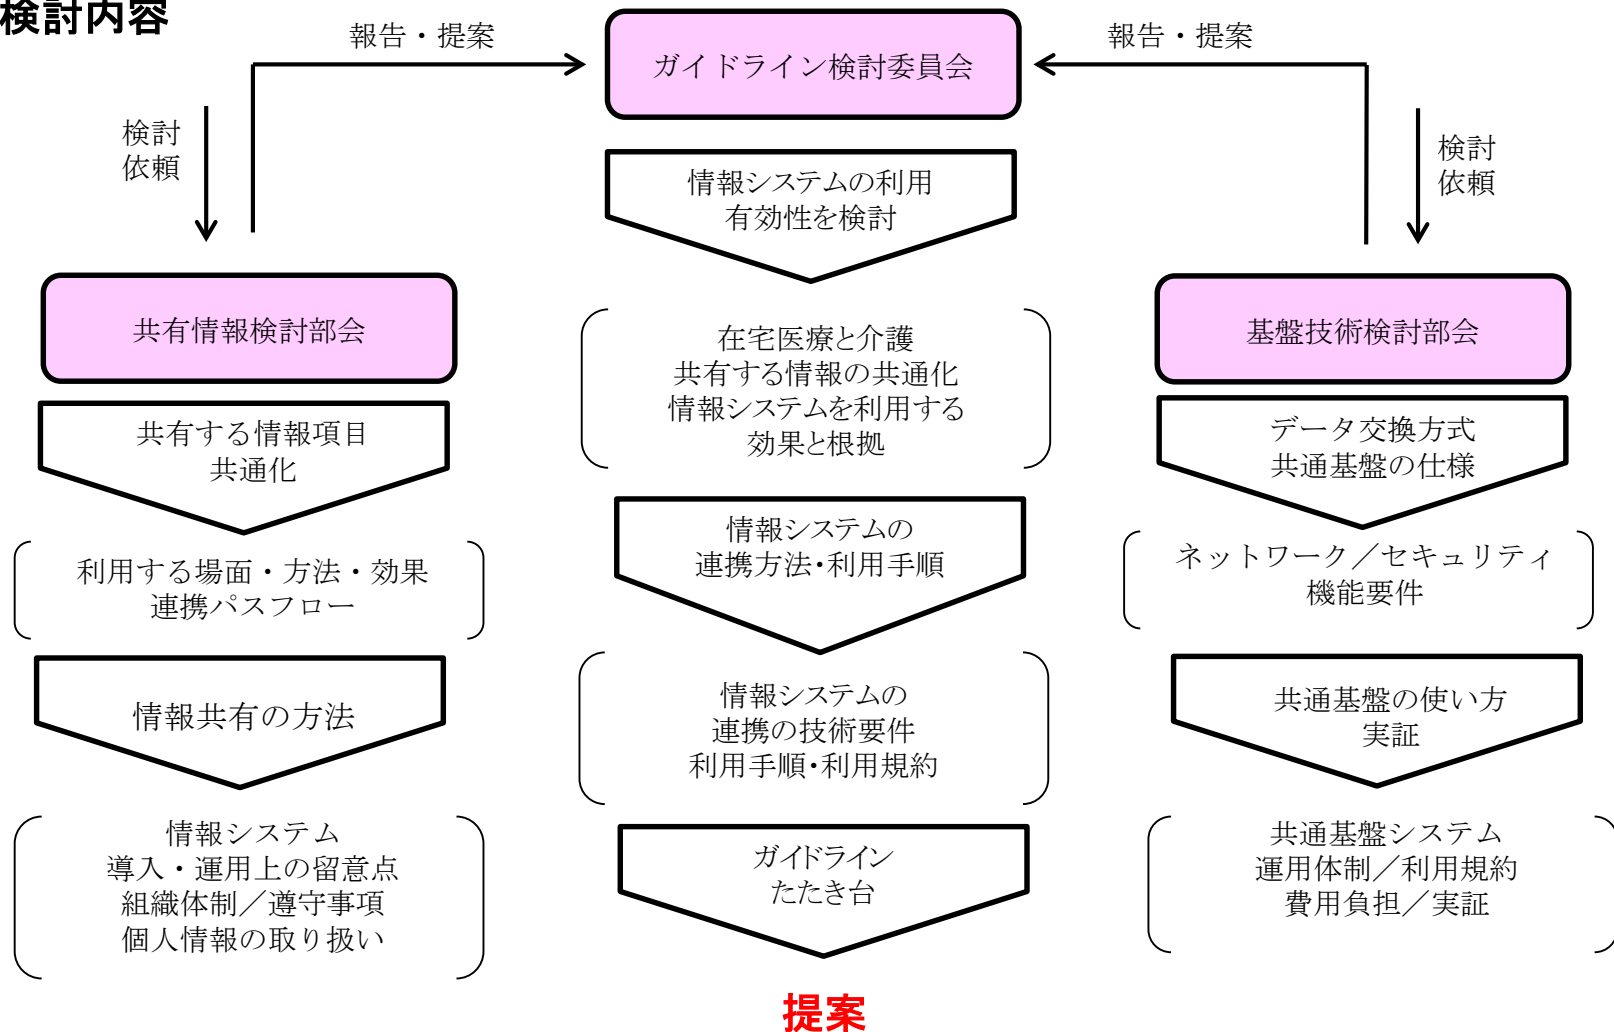 検討内容
報告・提案
ガイドライン検討委員会
報告・提案
検討
依頼
検討
依頼
情報システムの利用
有効性を検討
共有情報検討部会
共有する情報項目
共通化
利用する場面・方法・効果
連携パスフロー
情報共有の方法
情報システム
導入・運用上の留意点
組織体制／遵守事項
個人情報の取り扱い
在宅医療と介護
共有する情報の共通化
情報システムを利用する
効果と根拠
情報システムの
連携方法・利用手順
情報システムの
連携の技術要件
利用手順・利用規約
ガイドライン
たたき台
提案
基盤技術検討部会
データ交換方式
共通基盤の仕様
ネットワーク／セキュリティ
機能要件
共通基盤の使い方
実証
共通基盤システム
運用体制／利用規約
費用負担／実証